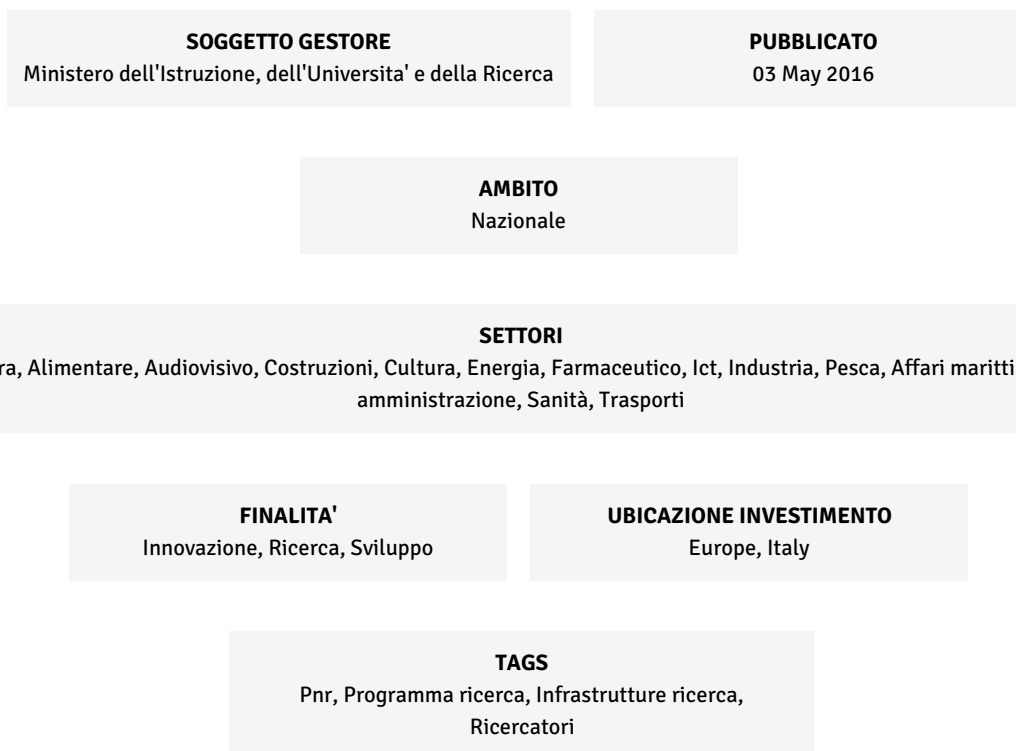 SOGGETTO GESTORE
Ministero dell'Istruzione, dell'Universita' e della Ricerca
PUBBLICATO
03 May 2016
AMBITO
Nazionale
SETTORI
Alimentare, Audiovisivo, Costruzioni, Cultura, Energia, Farmaceutico, Ict, Industria, Pesca, Affari
amministrazione, Sanità, Trasporti
FINALITA'
Innovazione, Ricerca, Sviluppo
UBICAZIONE INVESTIMENTO
Europe, Italy
TAGS
Pnr, Programma ricerca, Infrastrutture ricerca,
Ricercatori